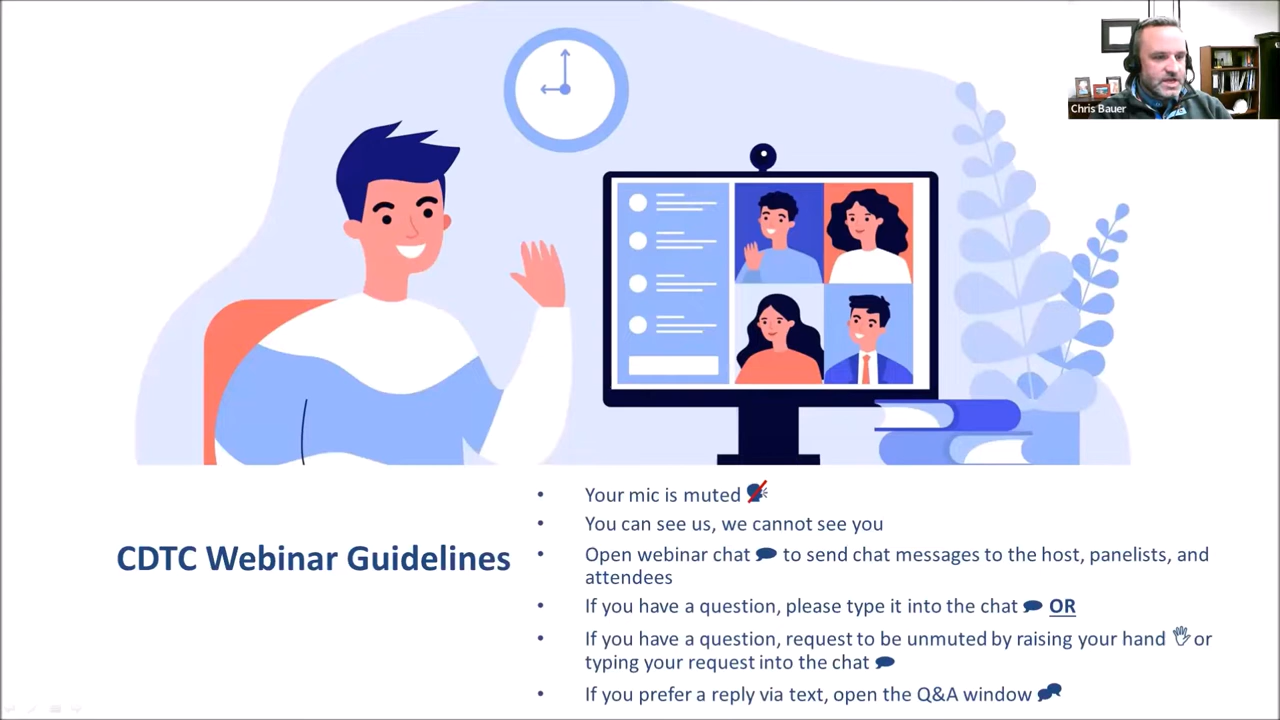 Chris Bauer
CDTC Webinar Guidelines
• Your mic is muted
• You can see us, we cannot see you
• Open webinar chat to send chat messages to the host, panelists, and
attendees
• If you have a question, please type it into the chat OR
• If you have a question, request to be unmuted by raising your hand or
typing your request into the chat
• If you prefer a reply via text, open the Q&A window